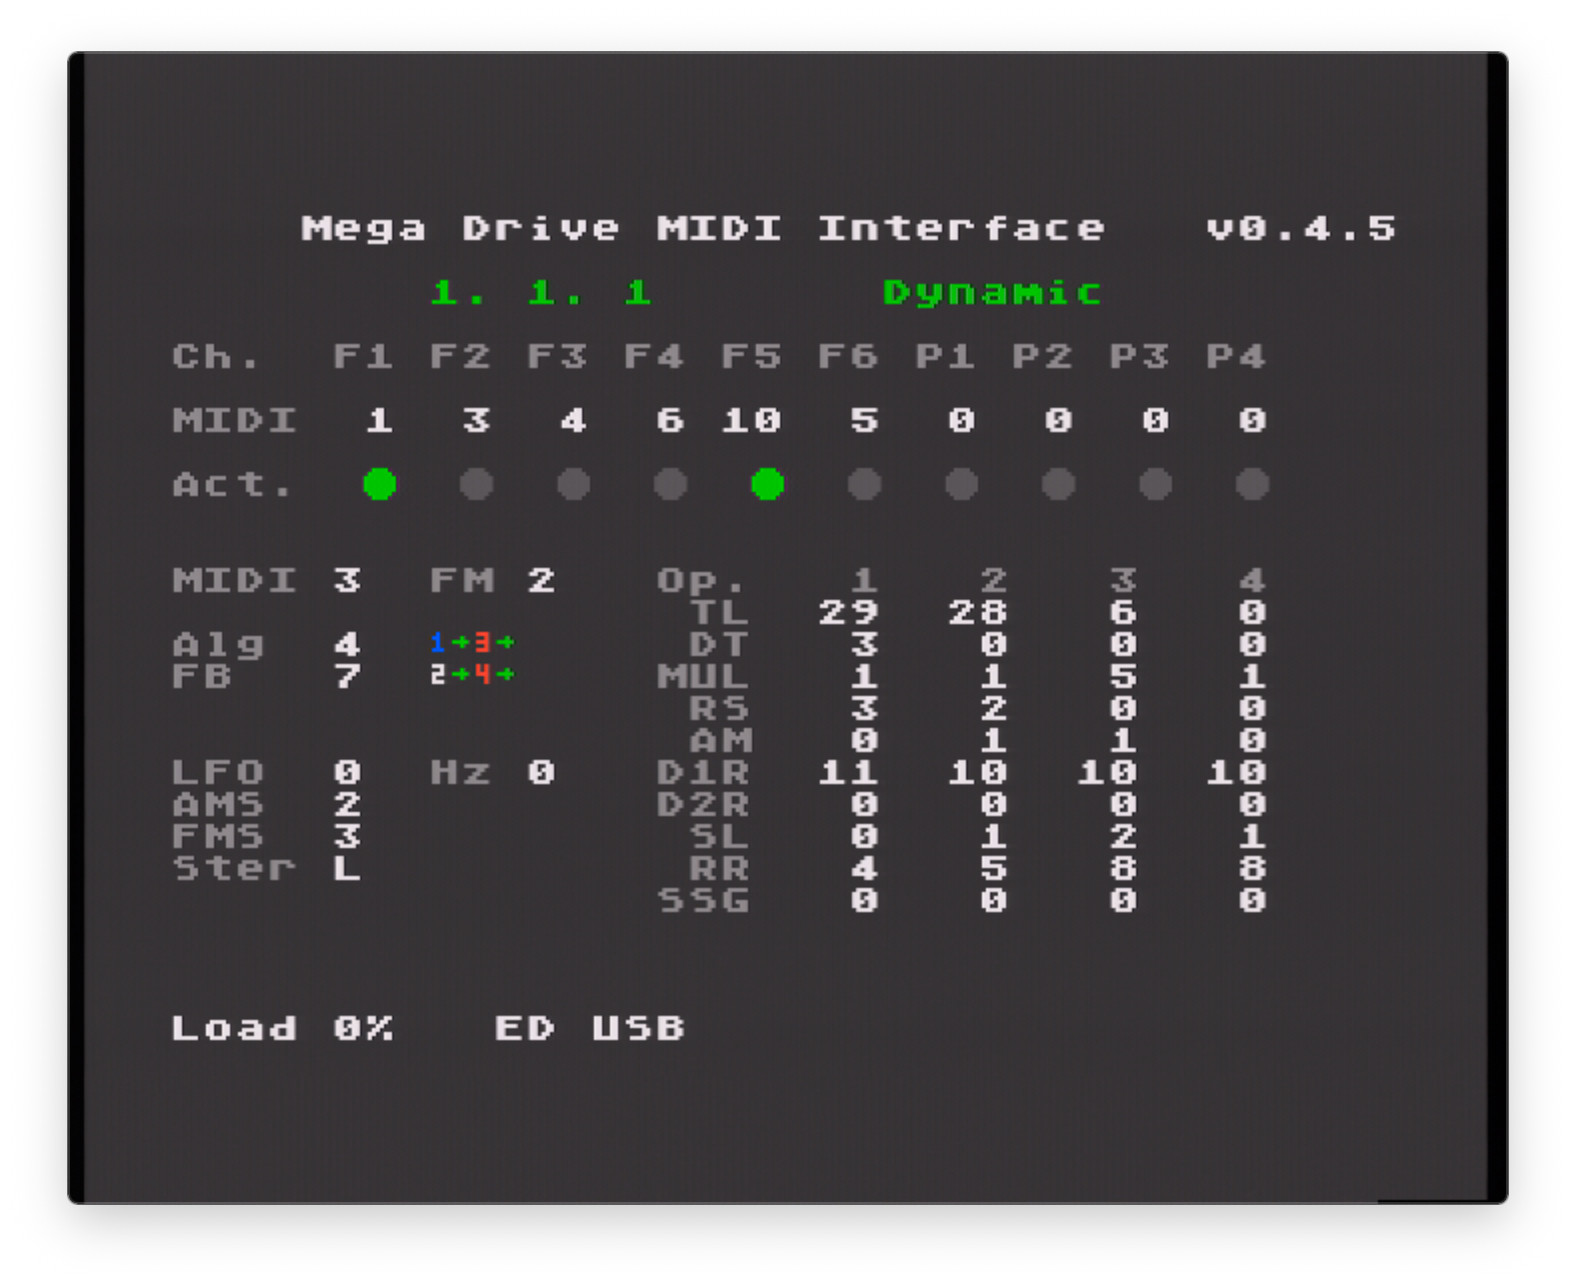 Mega Drive MIDI Interface v0.4.5
1. 1. 1 Dynamic
Ch. F1 F2 F3 F4 F5 F6 P1 P2 P3 P4
MIDI 1 3 4 6 10 5 0 0 0 0
Act.
MIDI 3 FM 2 Op. 1 2 3 4
TL 29 28 6 0
Alg 4 1→3→ DT 3 0 0 0
FB 7 2→4→ MUL 1 1 5 1
RS 3 2 0 0
AM 0 1 1 0
LFO 0 Hz 0 D1R 11 10 10 10
AMS 2 D2R 0 0 0 0
FMS 3 SL 0 1 2 1
Ster L RR 4 5 8 8
SSG 0 0 0 0
Load 0% ED USB